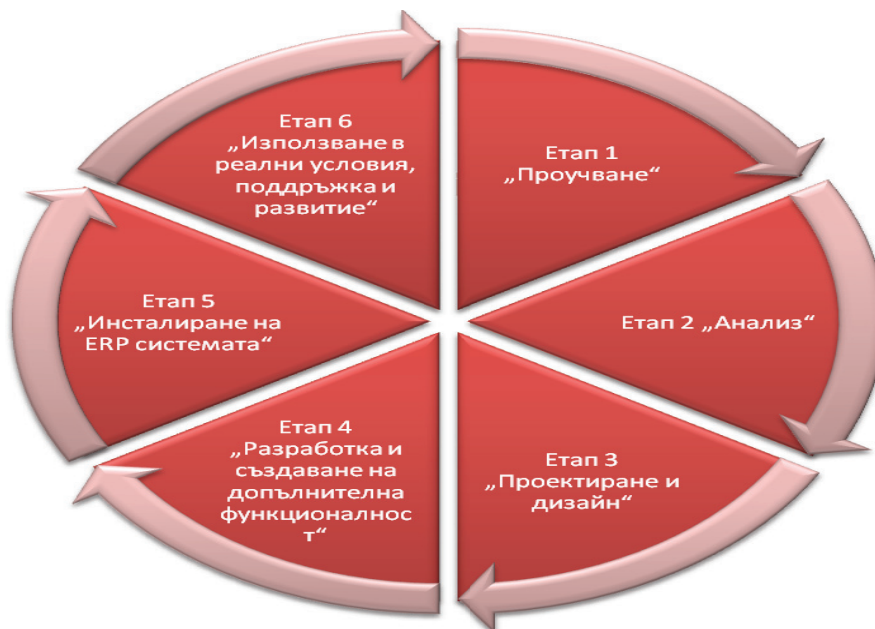 Етап 1
„Проучване“
Етап 2 „Анализ“
Етап 3
„Проектиране и
дизайн“
Етап 4
„Разработка и
създаване на
допълнителна
функционалнос
т“
Етап 5
„Инсталиране на
ERP системата“
Етап 6
„Използване в
реални условия,
поддръжка и
развитие“